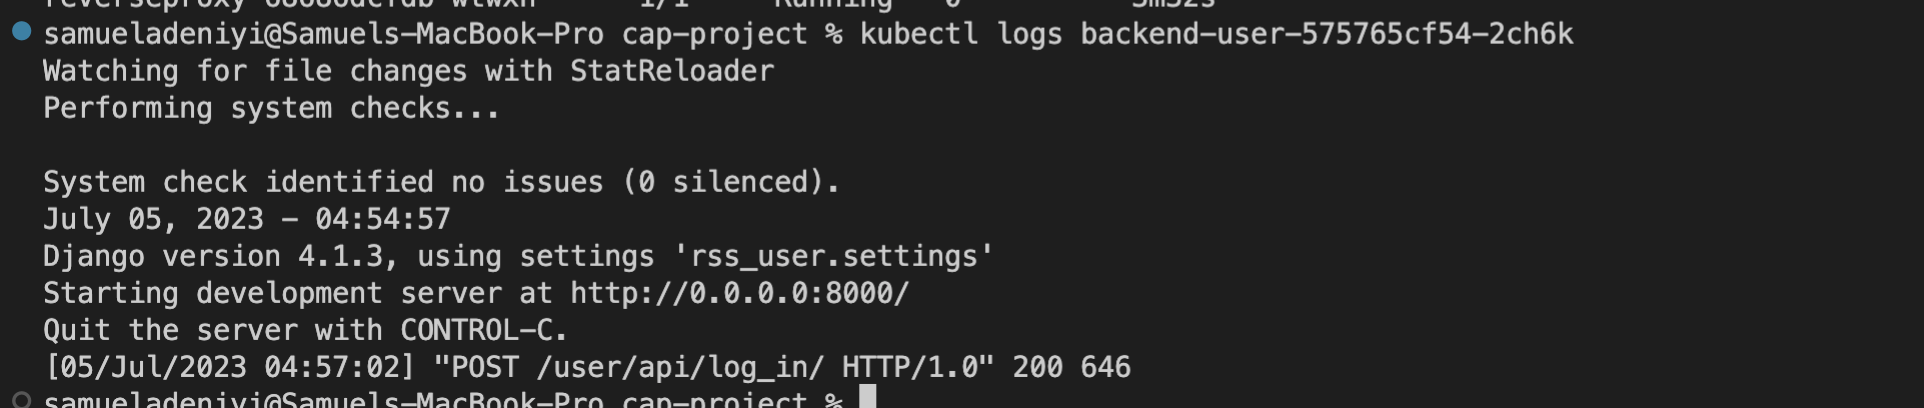 reverseproxy 1/1 Running 0 3m32s
samueladeniyi@Samuels-MacBook-Pro cap-project % kubectl logs backend-user-575765cf54-2ch6k
Watching for file changes with StatReloader
Performing system checks...
System check identified no issues (0 silenced).
July 05, 2023 - 04:54:57
Django version 4.1.3, using settings 'rss_user.settings'
Starting development server at http://0.0.0.0:8000/
Quit the server with CONTROL-C.
[05/Jul/2023 04:57:02] "POST /user/api/log_in/ HTTP/1.0" 200 646
samueladeniyi@Samuels-MacBook-Pro cap-project %